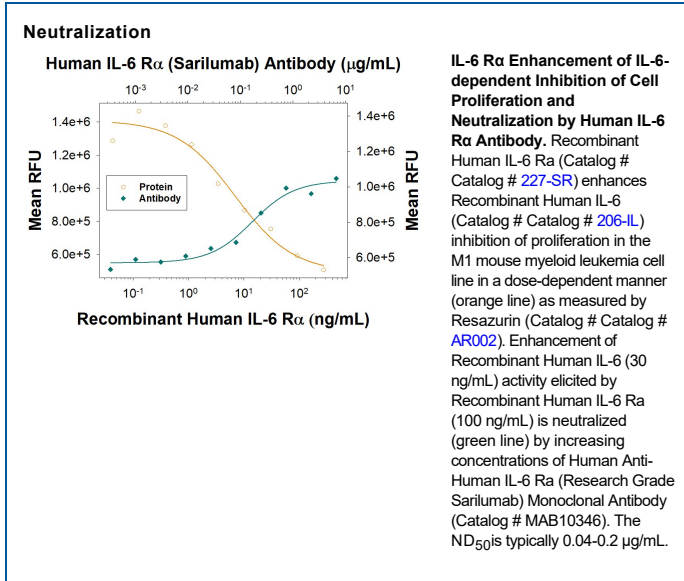 Neutralization
Human IL-6 Rα (Sarilumab) Antibody (μg/mL)
10-3 10-2 10-1 100 101
1.4e+6
1.2e+6
1.0e+6
8.0e+5
6.0e+5
Mean RFU
Protein
Antibody
1.4e+6
1.2e+6
1.0e+6
8.0e+5
6.0e+5
Mean RFU
10-1 100 101 102
Recombinant Human IL-6 Rα (ng/mL)
IL-6 Rα Enhancement of IL-6-
dependent Inhibition of Cell
Proliferation and
Neutralization by Human IL-6
Rα Antibody. Recombinant
Human IL-6 Ra (Catalog #
Catalog # 227-SR) enhances
Recombinant Human IL-6
(Catalog # Catalog # 206-IL)
inhibition of proliferation in the
M1 mouse myeloid leukemia cell
line in a dose-dependent manner
(orange line) as measured by
Resazurin (Catalog # Catalog #
AR002). Enhancement of
Recombinant Human IL-6 (30
ng/mL) activity elicited by
Recombinant Human IL-6 Ra
(100 ng/mL) is neutralized
(green line) by increasing
concentrations of Human Anti-
Human IL-6 Ra (Research Grade
Sarilumab) Monoclonal Antibody
(Catalog # MAB10346). The
ND50is typically 0.04-0.2 μg/mL.